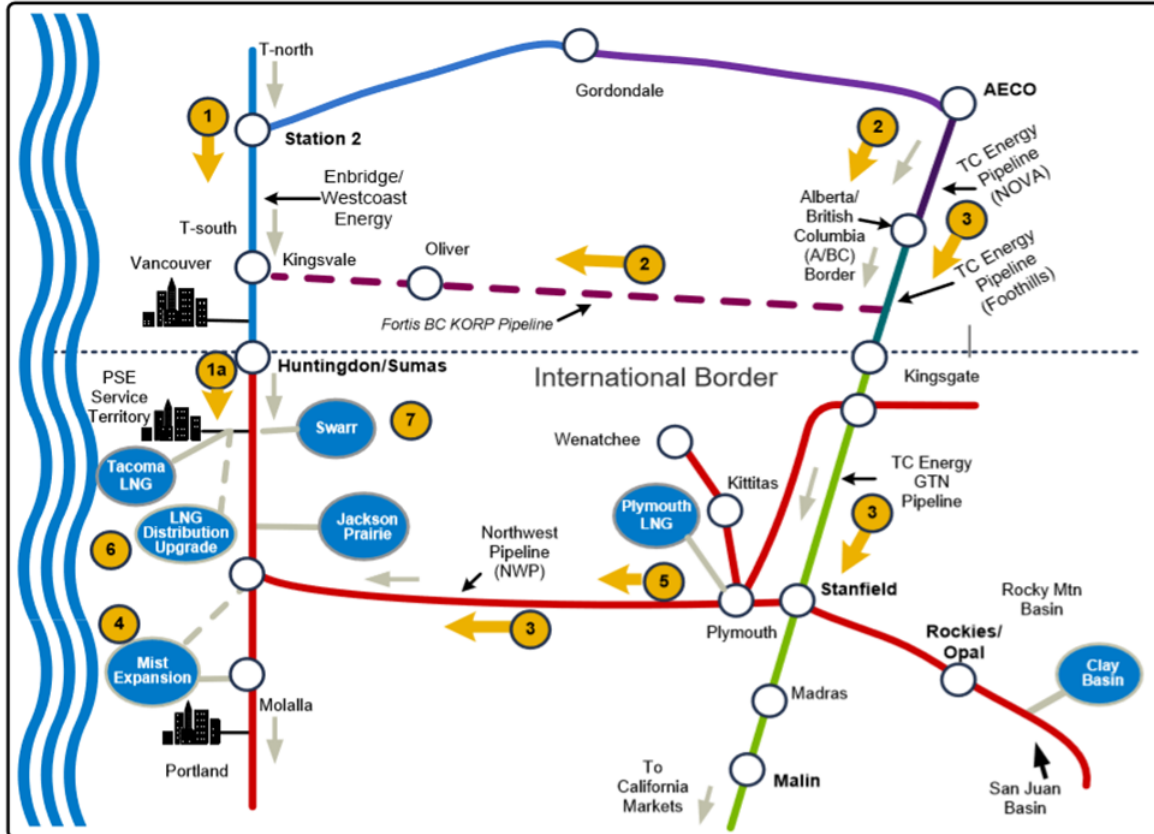 T-north
Gordondale
AECO
1
2
Station 2
TC Energy
Pipeline
(NOVA)
Enbridge/
Westcoast
Energy
Alberta/
British
Columbia
(A/BC)
Border
3
T-south
Oliver
2
Vancouver
Kingsvale
TC Energy
Pipeline
(Foothills)
Fortis BC KORP Pipeline
1a
Huntingdon/Sumas
International Border
Kingsgate
PSE
Service
Territory
Swarr
7
Wenatchee
Tacoma
LNG
Kittitas
TC Energy
GTN
Pipeline
Plymouth
LNG
LNG
Distribution
Upgrade
Jackson
Prairie
3
6
Northwest
Pipeline
(NWP)
5
Stanfield
Rocky Mtn
Basin
4
3
Plymouth
Rockies/
Opal
Mist
Expansion
Clay
Basin
Molalla
Madras
Portland
To
California
Markets
Malin
San Juan
Basin